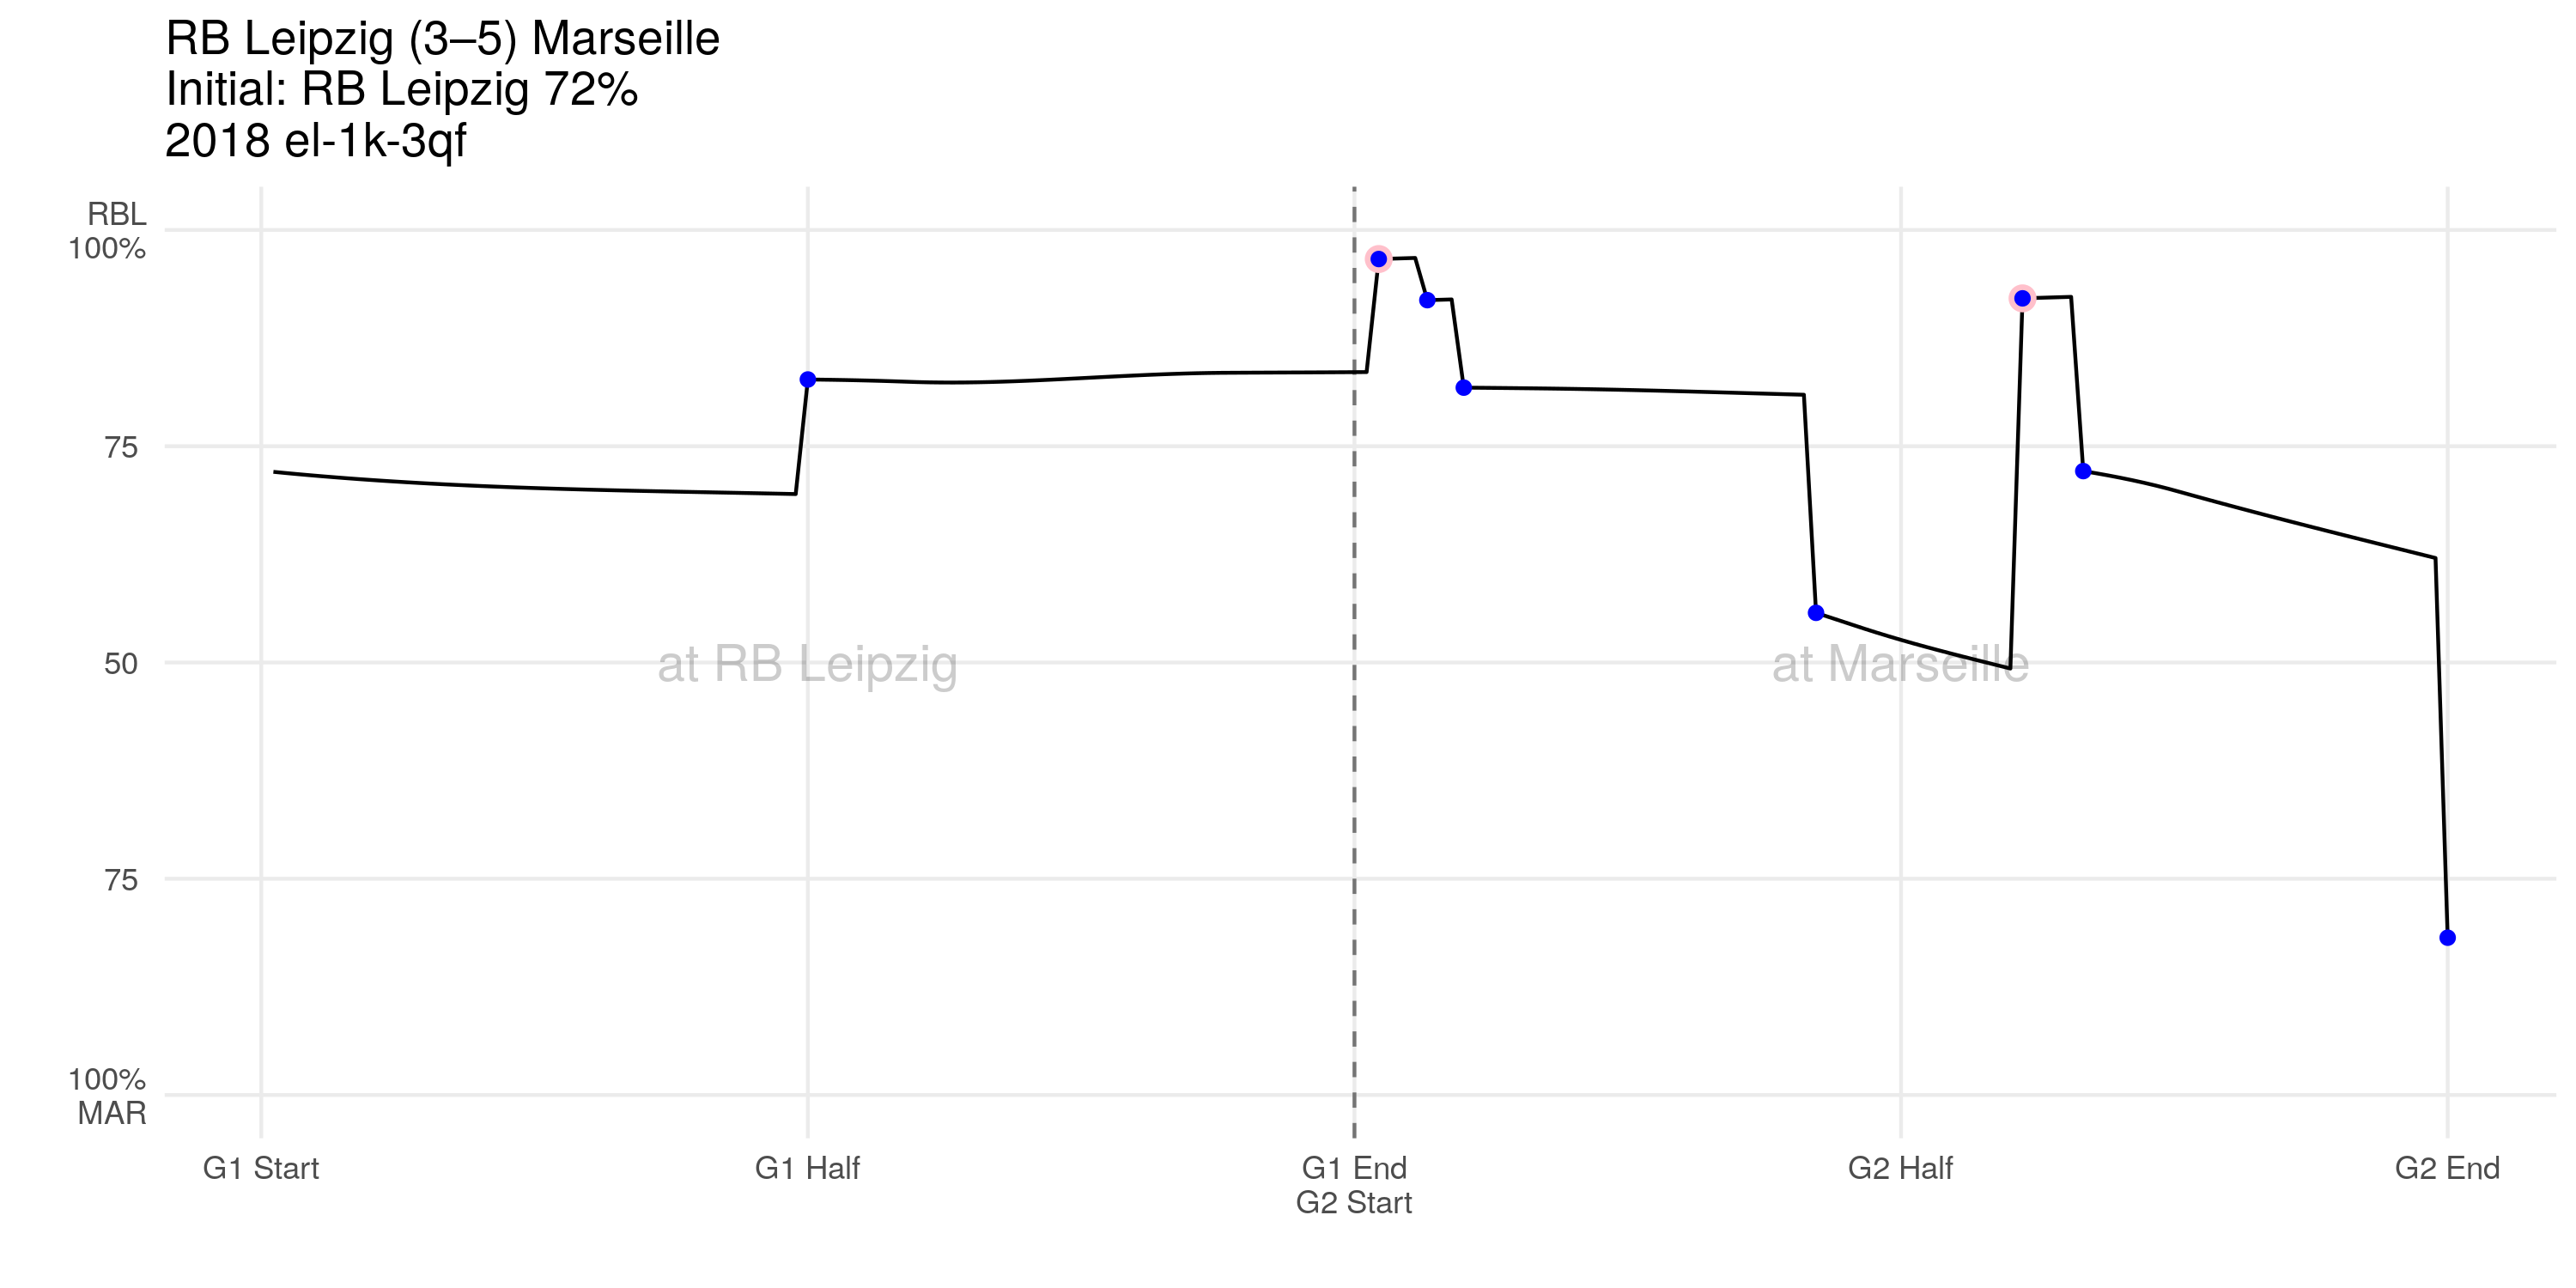 RB Leipzig (3–5) Marseille
Initial: RB Leipzig 72%
2018 el-1k-3qf
RBL
100%
75
50
75
100%
MAR
at RB Leipzig
at Marseille
G1 Start
G1 Half
G1 End
G2 Start
G2 Half
G2 End